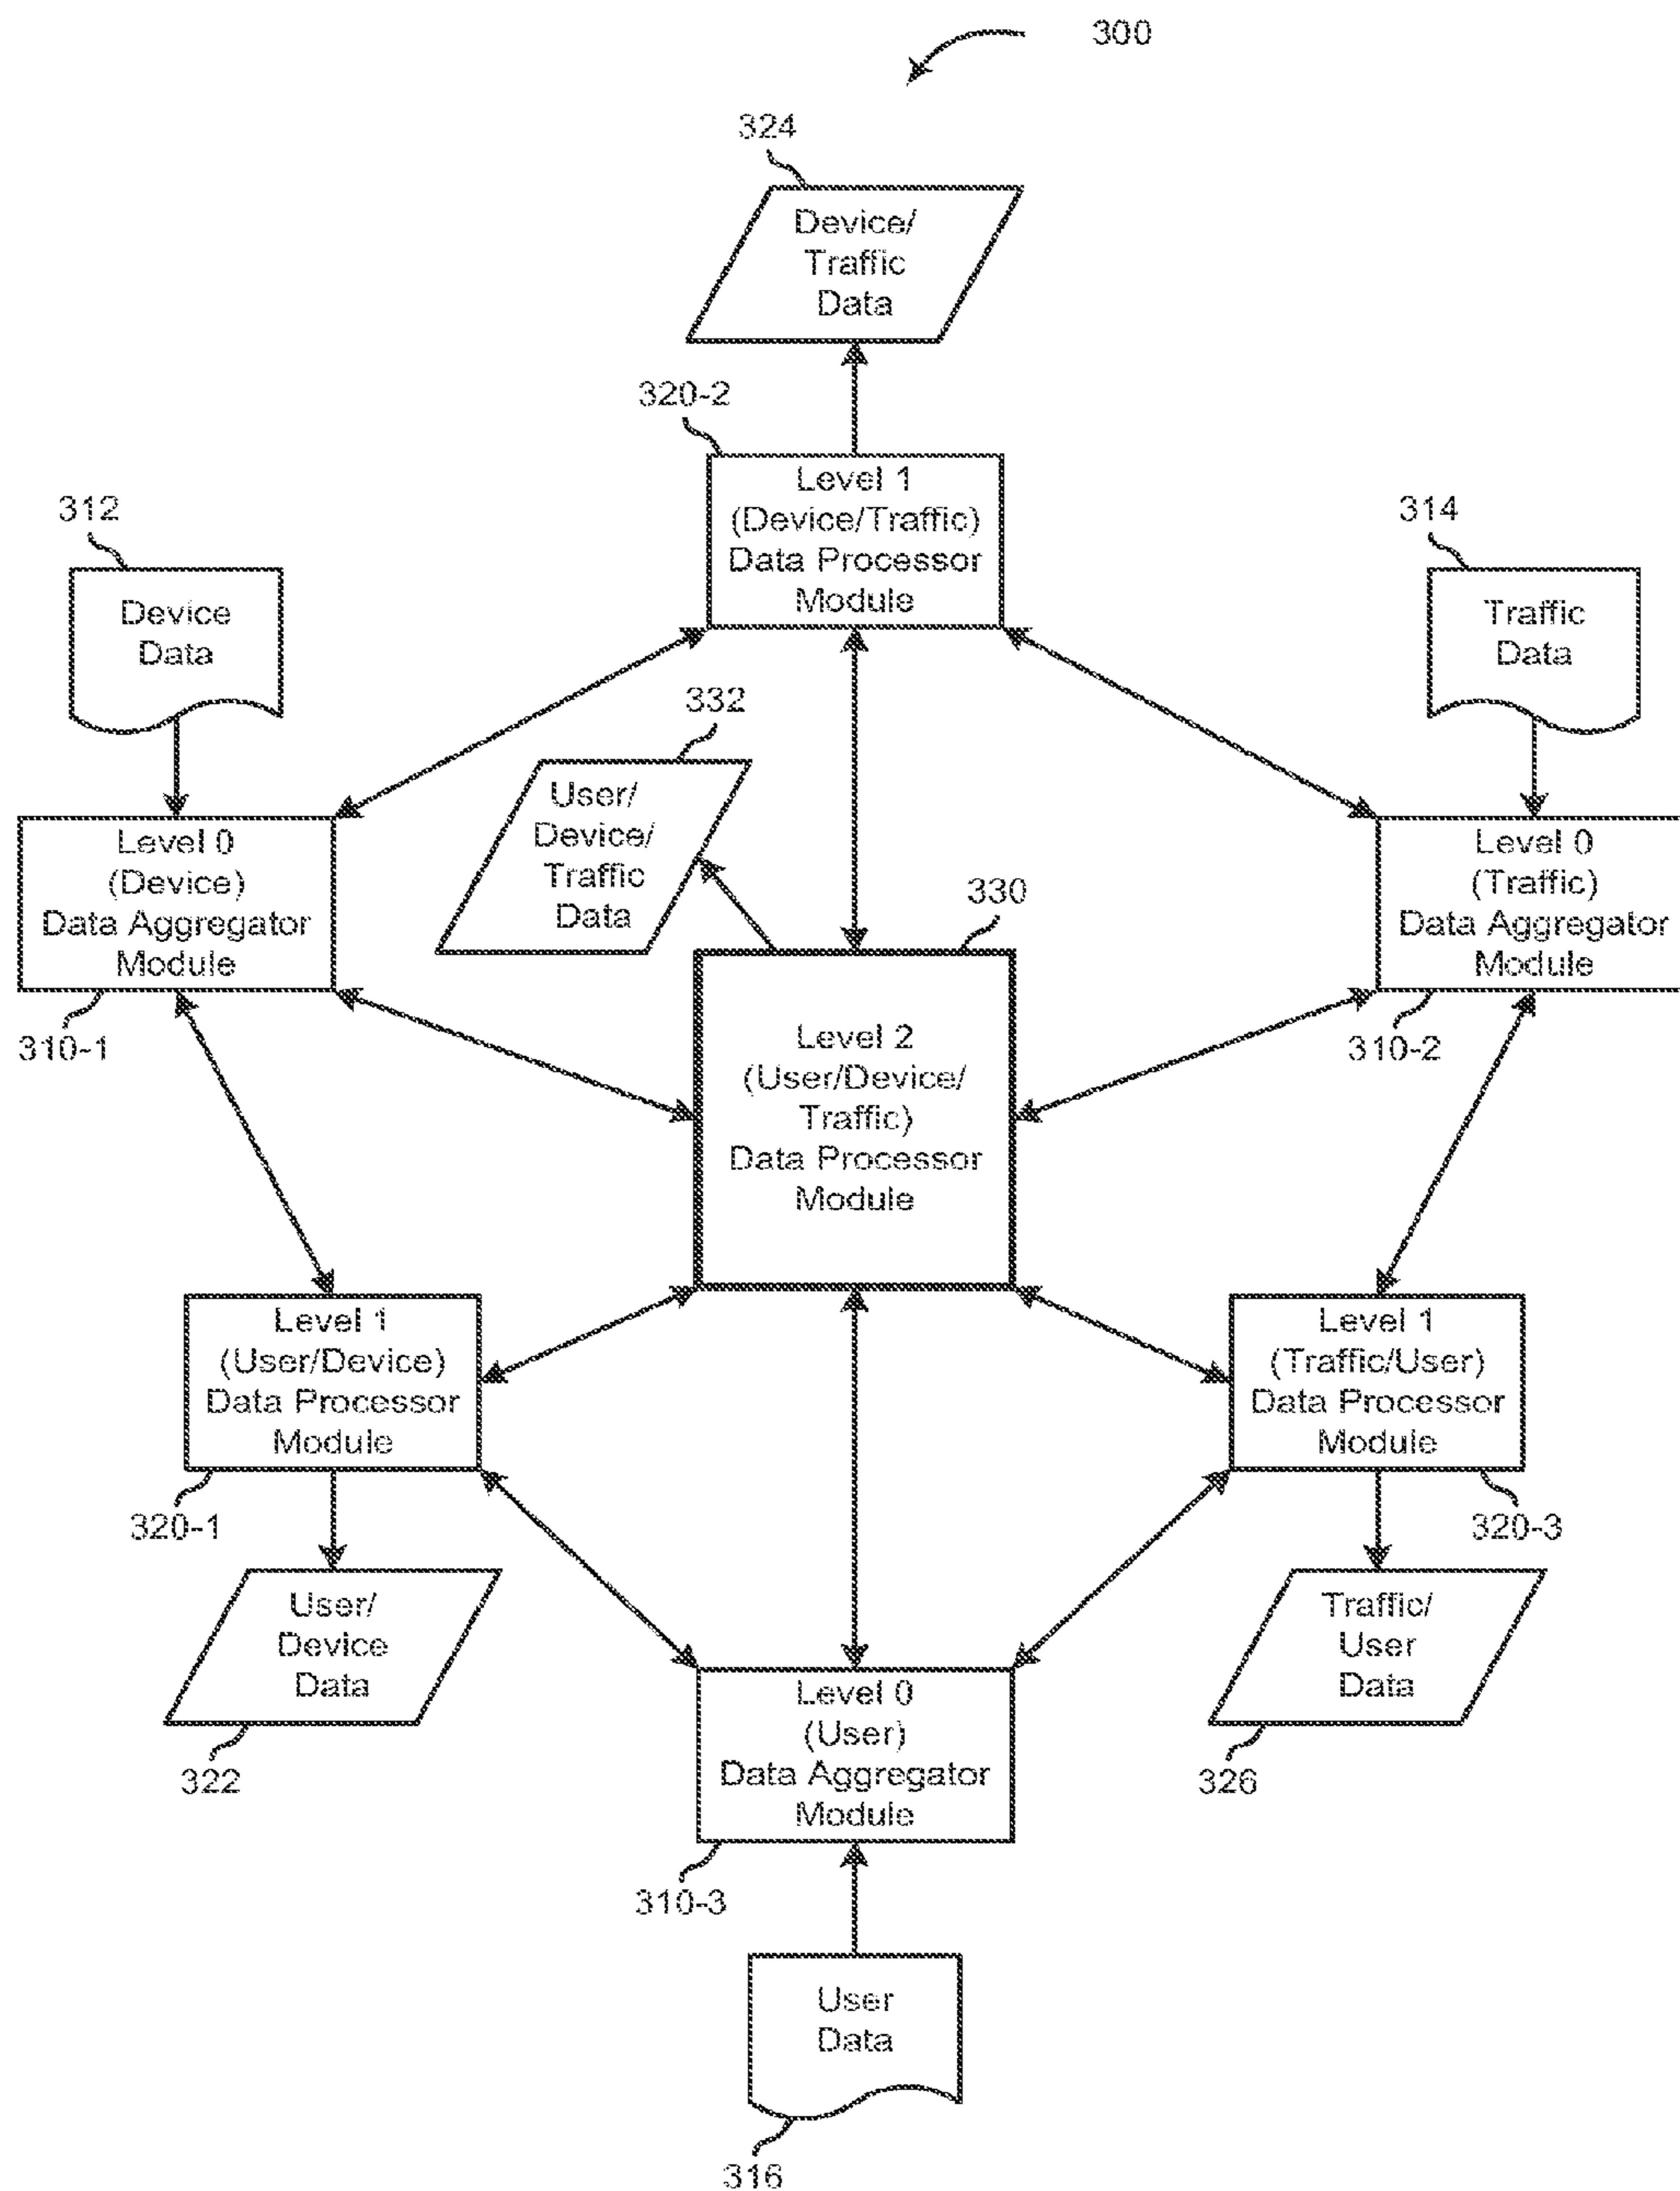 300
324
Device/
Traffic
Data
320-2
Level 1
(Device/Traffic)
Data Processor
Module
312
Device
Data
314
Traffic
Data
332
User/
Device/
Traffic
Data
Level 0
(Device)
Data Aggregator
Module
310-1
330
Level 0
(Traffic)
Data Aggregator
Module
310-2
Level 2
(User/Device/
Traffic)
Data Processor
Module
Level 1
(User/Device)
Data Processor
Module
320-1
Level 1
(Traffic/User)
Data Processor
Module
320-3
User/
Device
Data
322
Traffic/
User
Data
326
Level 0
(User)
Data Aggregator
Module
310-3
User
Data
316